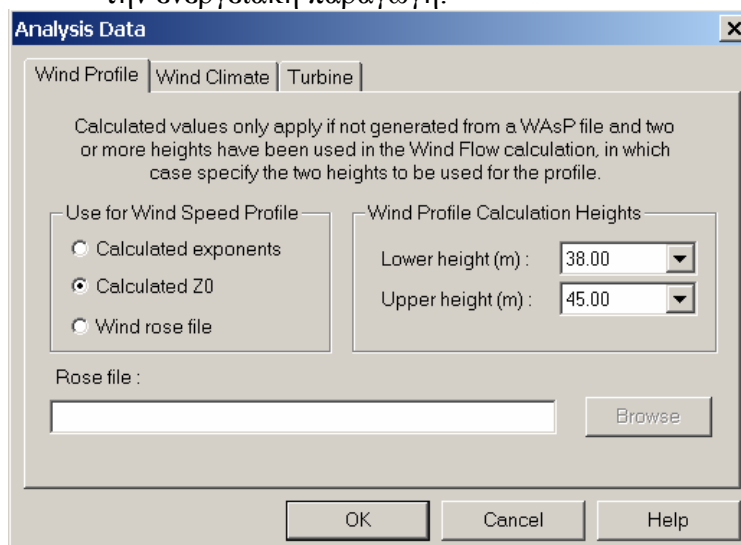 την ενεργειακή παραγωγή.
Analysis Data
Wind Profile Wind Climate Turbine
Calculated values only apply if not generated from a WAsP file and two
or more heights have been used in the Wind Flow calculation, in which
case specify the two heights to be used for the profile.
Use for Wind Speed Profile
Calculated exponents
Calculated Z0
Wind rose file
Wind Profile Calculation Heights
Lower height (m) : 38.00
Upper height (m) : 45.00
Rose file :
Browse
OK Cancel Help